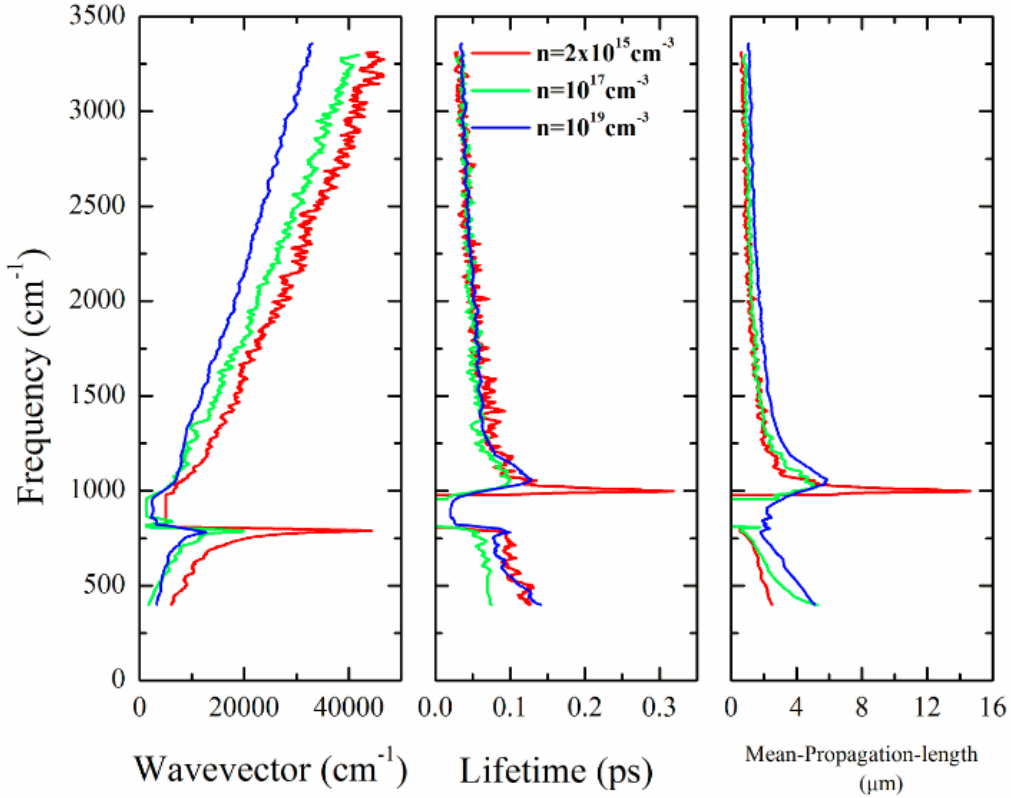 3500
3000
2500
2000
1500
1000
500
0
Frequency (cm⁻¹)
n=2x10¹⁵cm⁻³
n=10¹⁷cm⁻³
n=10¹⁹cm⁻³
0 20000 40000
0.0 0.1 0.2 0.3
0 4 8 12 16
Wavevector (cm⁻¹)
Lifetime (ps)
Mean-Propagation-length
(μm)